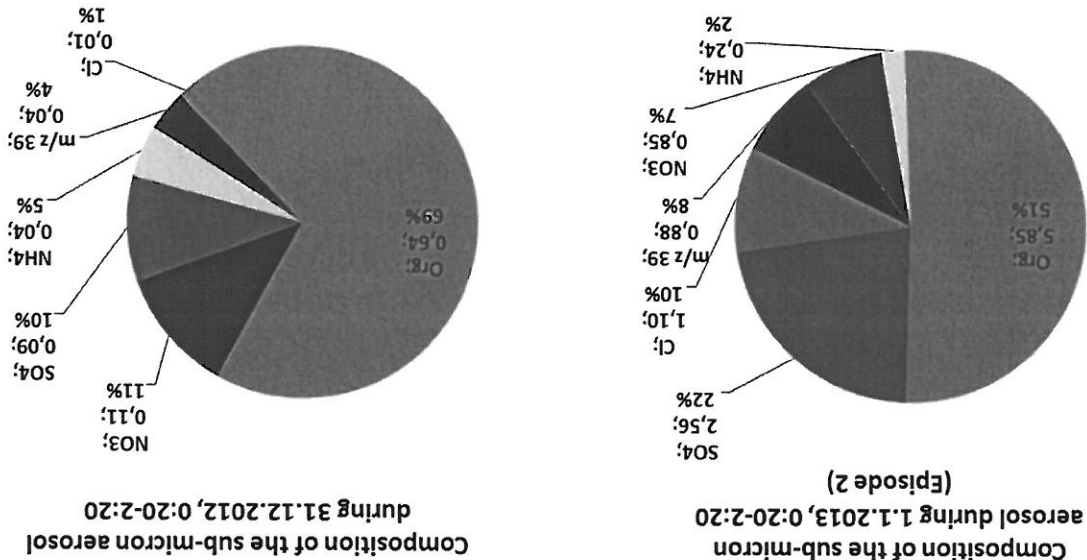 Composition of the sub-micron
aerosol during 1.1.2013, 0:20-2:20
(Episode 2)
SO4;
2,56;
22%
Cl;
1,10;
10%
m/z 39;
0,88;
8%
NO3;
0,85;
7%
NH4;
0,24;
2%
Org;
5,85;
51%
Composition of the sub-micron aerosol
during 31.12.2012, 0:20-2:20
NO3;
0,11;
11%
SO4;
0,09;
10%
NH4;
0,04;
5%
m/z 39;
0,04;
4%
Cl;
0,01;
1%
Org;
0,64;
69%